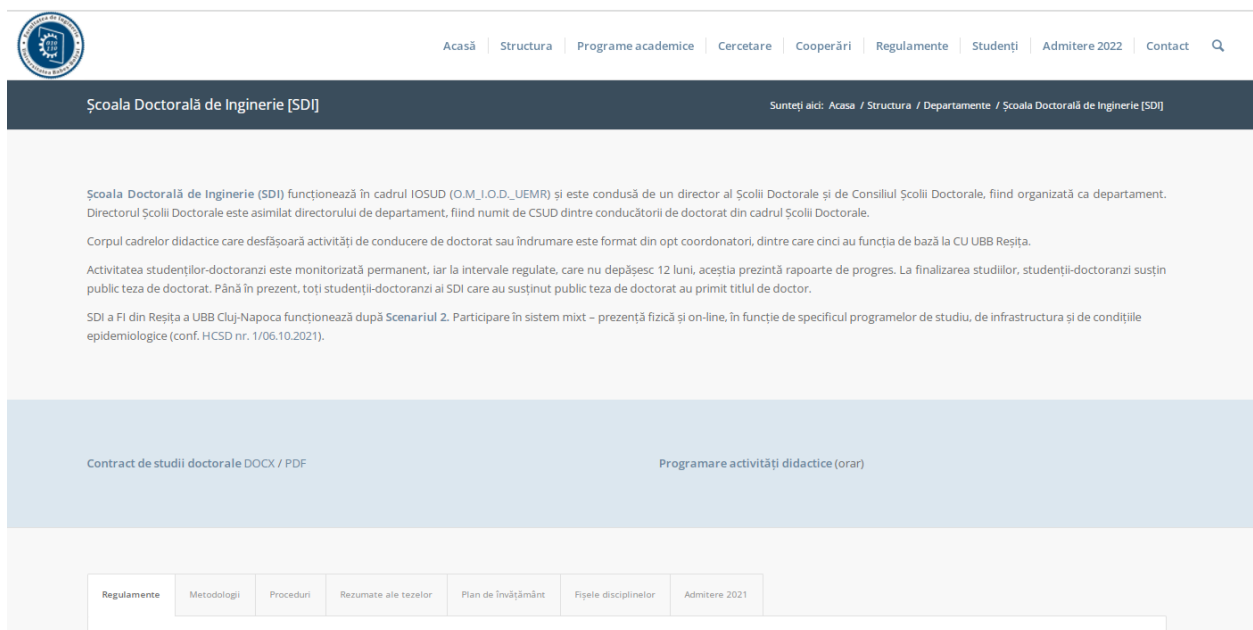 Acasă Structura Programe academice Cercetare Cooperări Regulamente Studenți Admitere 2022 Contact
Școala Doctorală de Inginerie [SDI]
Sunteți aici: Acasa / Structura / Departamente / Școala Doctorală de Inginerie [SDI]
Școala Doctorală de Inginerie (SDI) funcționează în cadrul IOSUD (O.M_I.O.D._UEMR) și este condusă de un director al Școlii Doctorale și de Consiliul Școlii Doctorale, fiind organizată ca departament.
Directorul Școlii Doctorale este asimilat directorului de departament, fiind numit de CSUD dintre conducătorii de doctorat din cadrul Școlii Doctorale.
Corpul cadrelor didactice care desfășoară activități de conducere de doctorat sau îndrumare este format din opt coordonatori, dintre care cinci au funcția de bază la CU UBB Reșița.
Activitatea studenților-doctoranzi este monitorizată permanent, iar la intervale regulate, care nu depășesc 12 luni, aceștia prezintă rapoarte de progres. La finalizarea studiilor, studenții-doctoranzi susțin
public teza de doctorat. Până în prezent, toți studenții-doctoranzi ai SDI care au susținut public teza de doctorat au primit titlul de doctor.
SDI a FI din Reșița a UBB Cluj-Napoca funcționează după Scenariul 2. Participare în sistem mixt – prezență fizică și on-line, în funcție de specificul programelor de studiu, de infrastructura și de condițiile
epidemiologice (conf. HCSD nr. 1/06.10.2021).
Contract de studii doctorale DOCX / PDF
Programare activități didactice (orar)
Regulamente Metodologii Proceduri Rezumate ale tezelor Plan de învățământ Fișele disciplinelor Admitere 2021